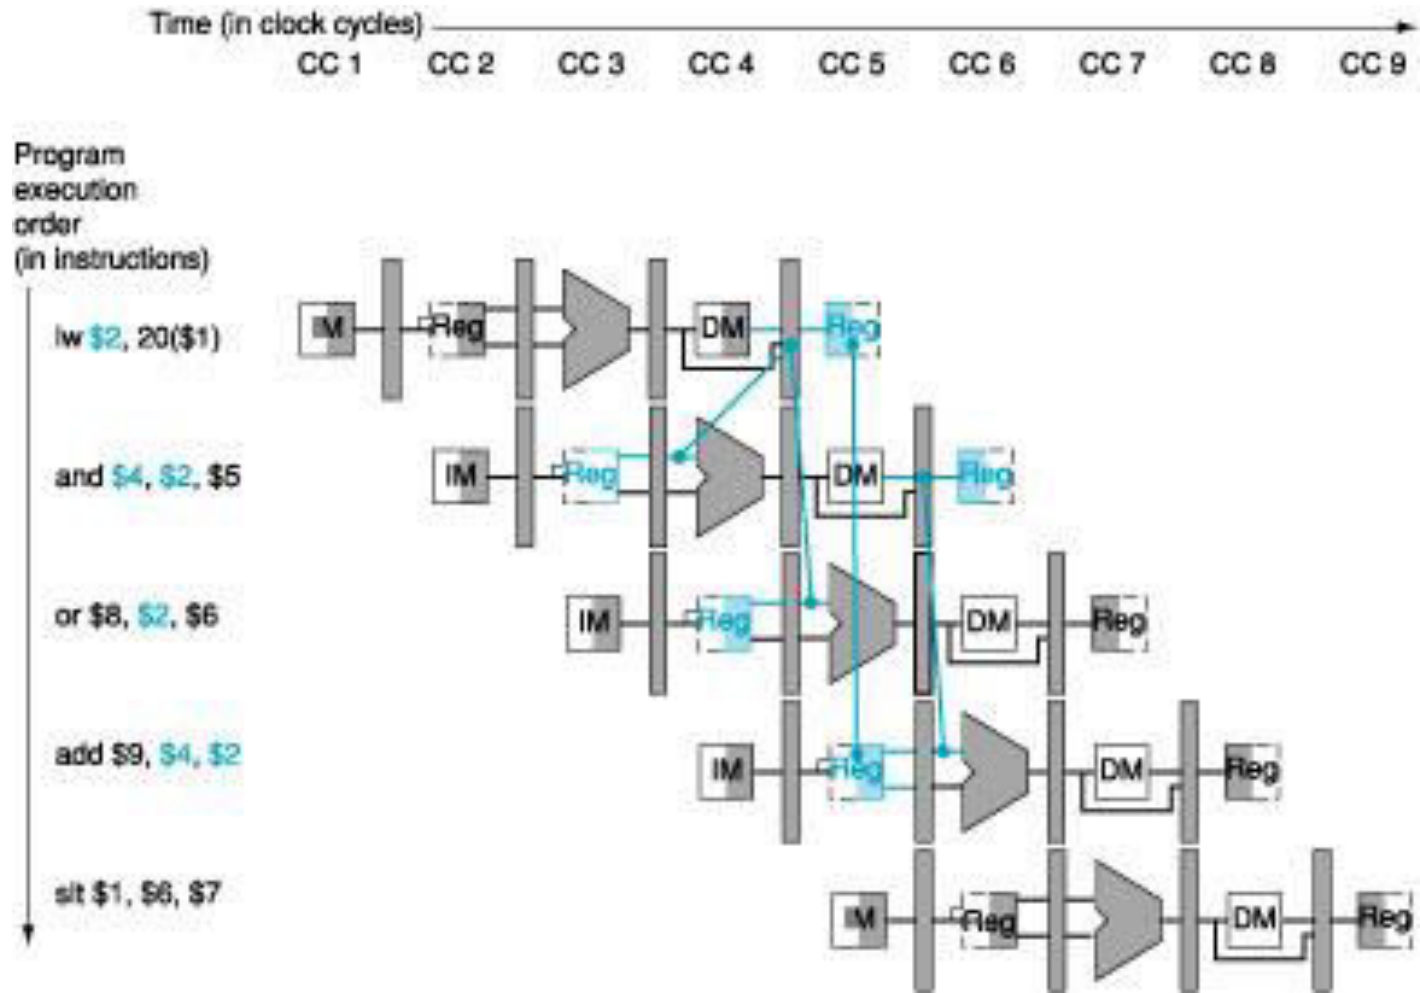 Time (in clock cycles)
CC 1 CC 2 CC 3 CC 4 CC 5 CC 6 CC 7 CC 8 CC 9
Program
execution
order
(in instructions)
lw $2, 20($1)
IM Reg DM Reg
and $4, $2, $5
IM Reg DM Reg
or $8, $2, $6
IM Reg DM Reg
add $9, $4, $2
IM Reg DM Reg
slt $1, $6, $7
IM Reg DM Reg